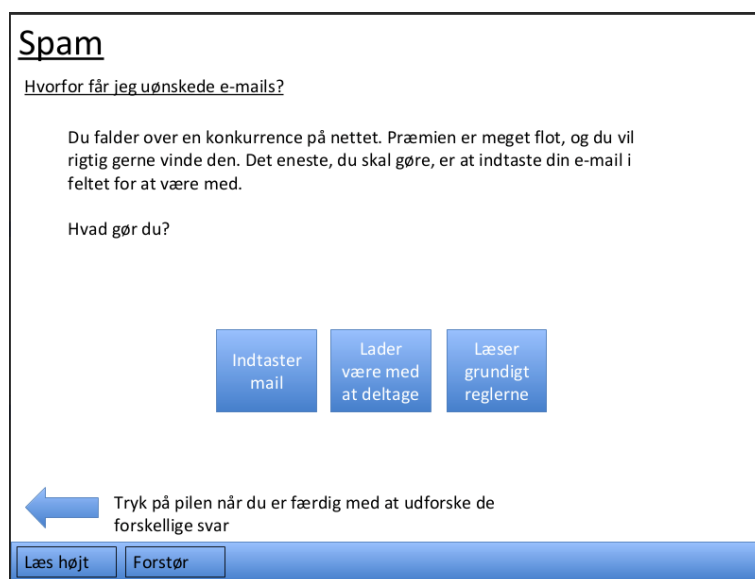 Spam
Hvorfor får jeg uønskede e-mails?
Du falder over en konkurrence på nettet. Præmien er meget flot, og du vil
rigtig gerne vinde den. Det eneste, du skal gøre, er at indtaste din e-mail i
feltet for at være med.
Hvad gør du?
Indtaster
mail
Lader
være med
at deltage
Læser
grundigt
reglerne
Tryk på pilen når du er færdig med at udforske de
forskellige svar
Læs højt
Forstør